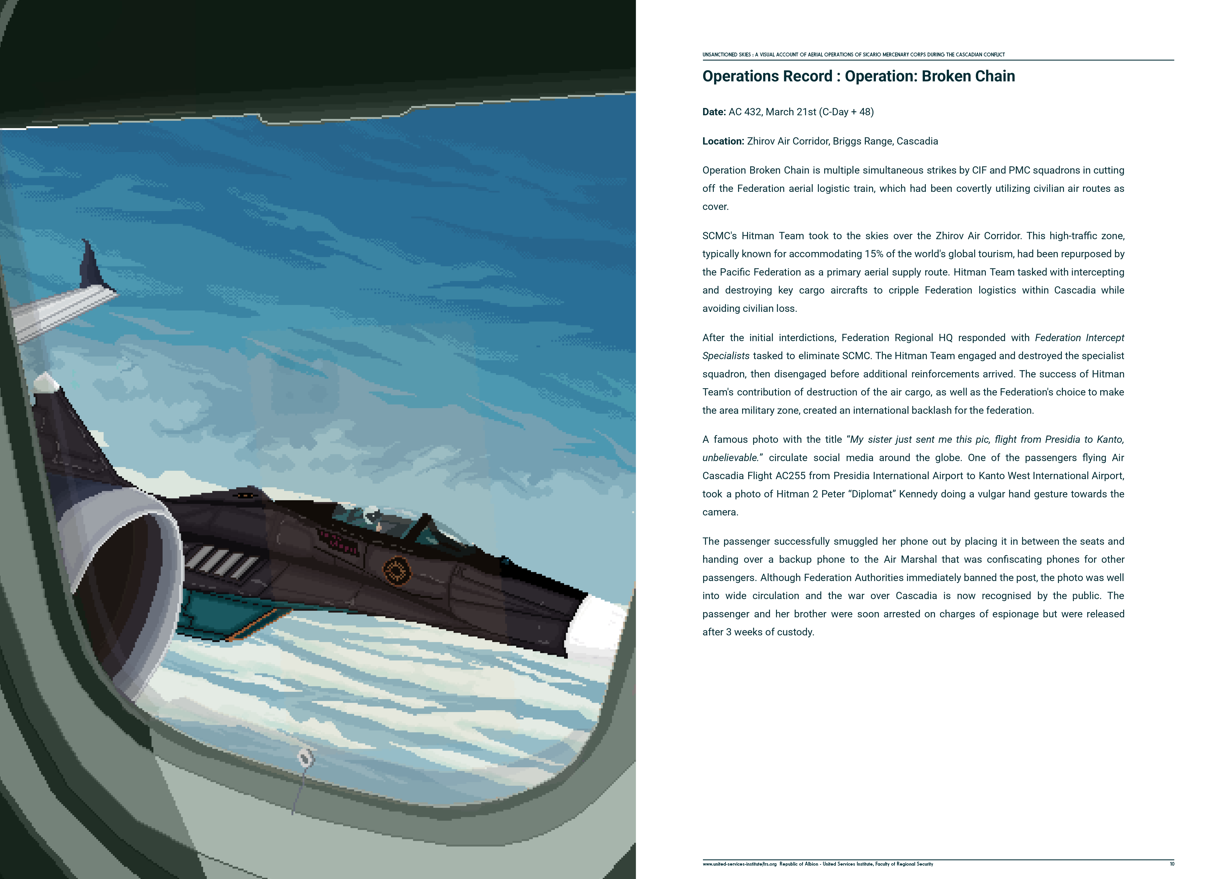 UNSANCTIONED SKIES : A VISUAL ACCOUNT OF AERIAL OPERATIONS OF SICARIO MERCENARY CORPS DURING THE CASCADIAN CONFLICT
Operations Record : Operation: Broken Chain
Date: AC 432, March 21st (C-Day + 48)
Location: Zhirov Air Corridor, Briggs Range, Cascadia
Operation Broken Chain is multiple simultaneous strikes by CIF and PMC squadrons in cutting
off the Federation aerial logistic train, which had been covertly utilizing civilian air routes as
cover.
SCMC's Hitman Team took to the skies over the Zhirov Air Corridor. This high-traffic zone,
typically known for accommodating 15% of the world's global tourism, had been repurposed by
the Pacific Federation as a primary aerial supply route. Hitman Team tasked with intercepting
and destroying key cargo aircrafts to cripple Federation logistics within Cascadia while
avoiding civilian loss.
After the initial interdictions, Federation Regional HQ responded with Federation Intercept
Specialists tasked to eliminate SCMC. The Hitman Team engaged and destroyed the specialist
squadron, then disengaged before additional reinforcements arrived. The success of Hitman
Team's contribution of destruction of the air cargo, as well as the Federation's choice to make
the area military zone, created an international backlash for the federation.
A famous photo with the title "My sister just sent me this pic, flight from Presidia to Kanto,
unbelievable." circulate social media around the globe. One of the passengers flying Air
Cascadia Flight AC255 from Presidia International Airport to Kanto West International Airport,
took a photo of Hitman 2 Peter “Diplomat” Kennedy doing a vulgar hand gesture towards the
camera.
The passenger successfully smuggled her phone out by placing it in between the seats and
handing over a backup phone to the Air Marshal that was confiscating phones for other
passengers. Although Federation Authorities immediately banned the post, the photo was well
into wide circulation and the war over Cascadia is now recognised by the public. The
passenger and her brother were soon arrested on charges of espionage but were released
after 3 weeks of custody.
www.united-services-institute/frs.org Republic of Albion - United Services Institute, Faculty of Regional Security